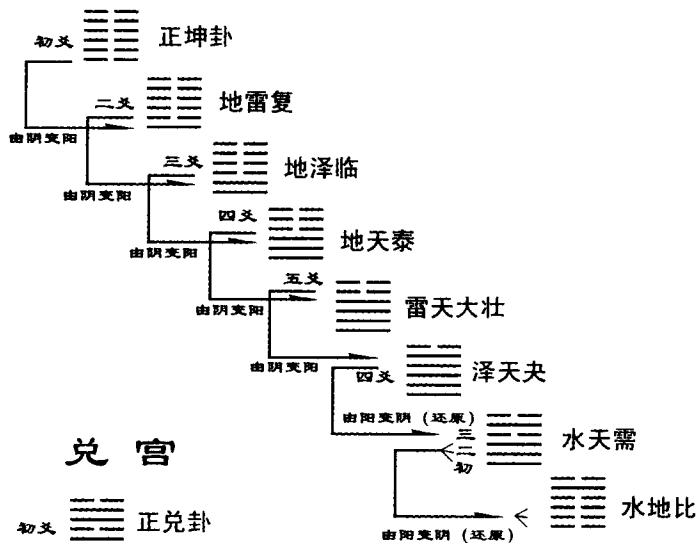 初爻 正坤卦
由阴变阳
二爻 地雷复
由阴变阳
三爻 地泽临
由阴变阳
四爻 地天泰
由阴变阳
五爻 雷天大壮
由阴变阳
四爻 泽天夬
由阳变阴(还原)
三二初 水天需
由阳变阴(还原)
水地比
兑宫
初爻 正兑卦